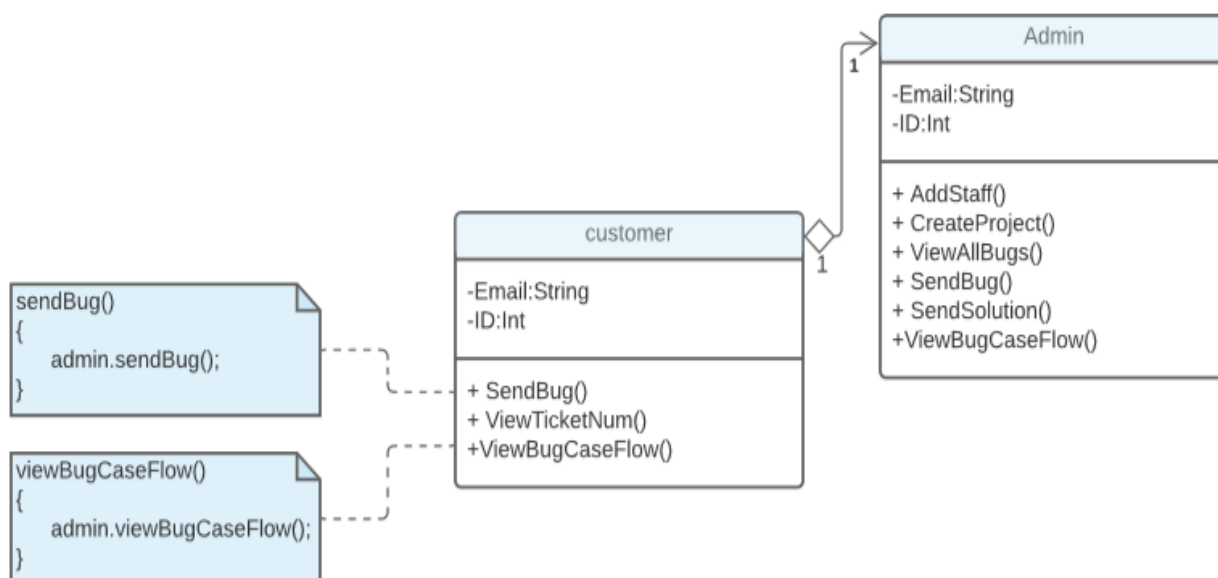 Admin
1
-Email:String
-ID:Int
+ AddStaff()
+ CreateProject()
+ ViewAllBugs()
+ SendBug()
+ SendSolution()
+ViewBugCaseFlow()
customer
1
-Email:String
-ID:Int
+ SendBug()
+ ViewTicketNum()
+ViewBugCaseFlow()
sendBug()
{
admin.sendBug();
}
viewBugCaseFlow()
{
admin.viewBugCaseFlow();
}